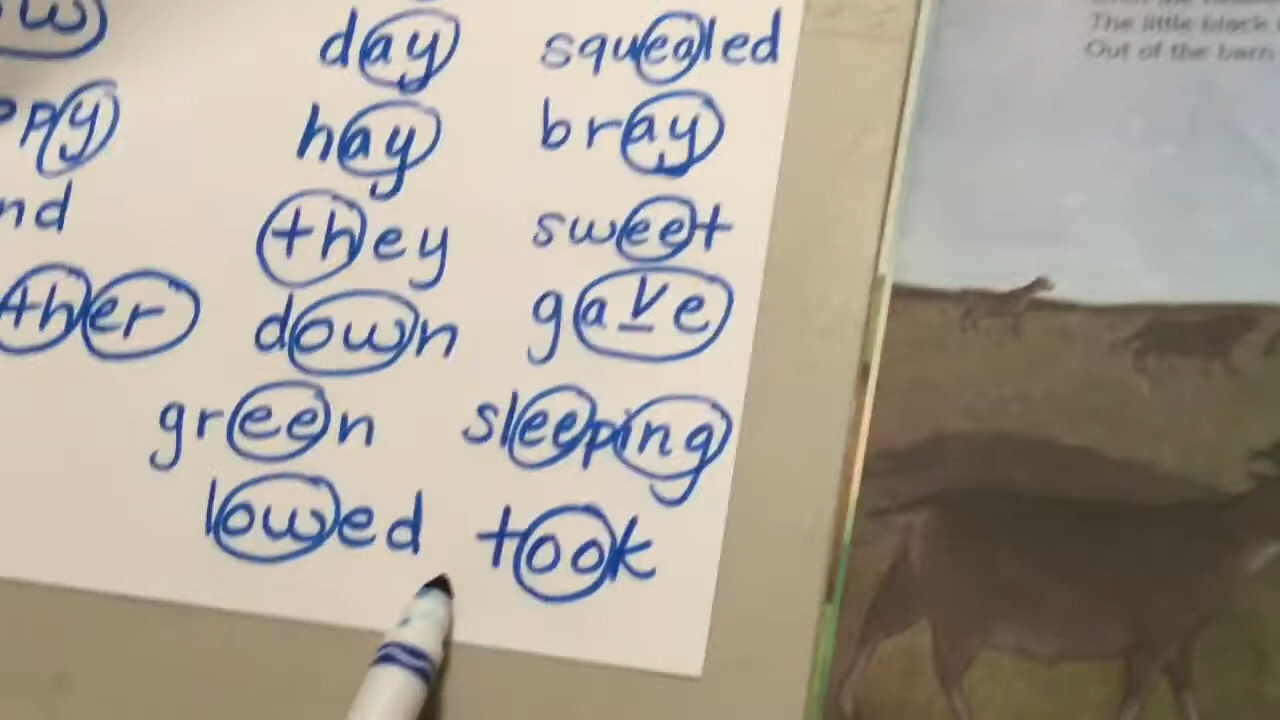 day squealed
hay bray
they sweet
ther down gave
green sleeping
lowed took
The little black
Out of the barn